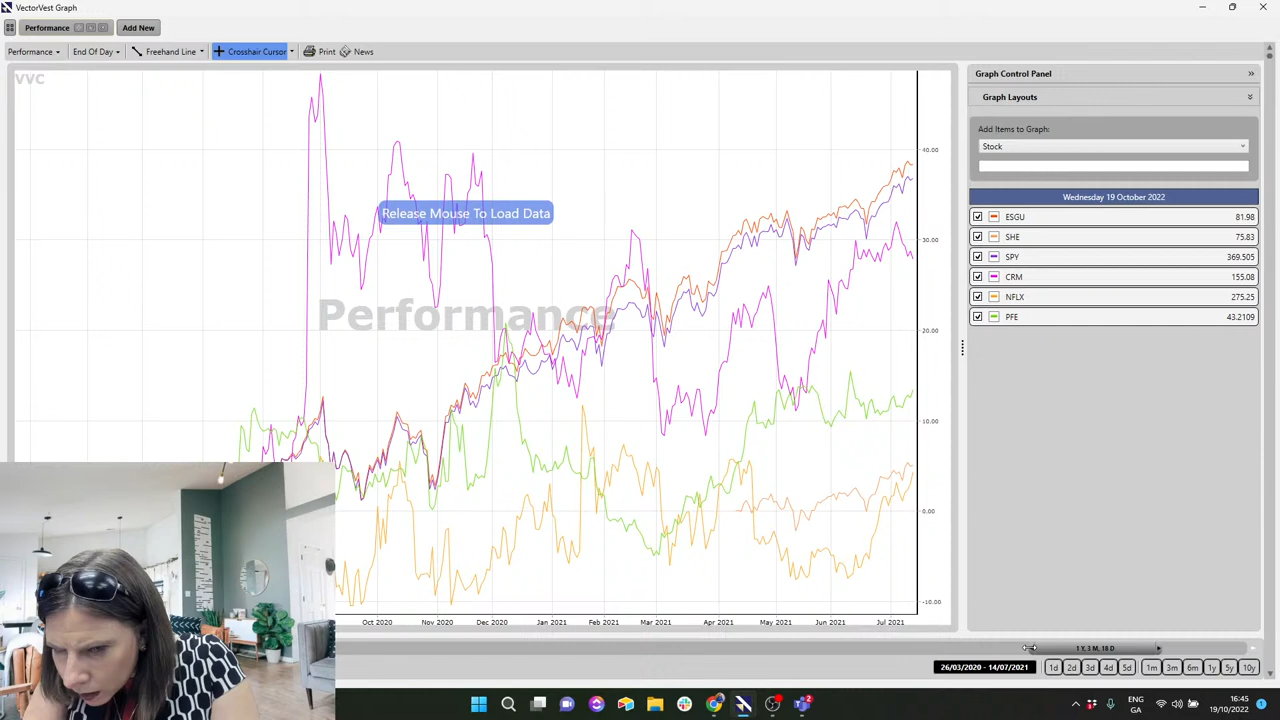 VectorVest Graph
Performance Add New
Performance End Of Day Freehand Line Crosshair Cursor Print News
VVC
Graph Control Panel
Graph Layouts
Add Items to Graph:
Stock
Wednesday 19 October 2022
ESGU 81.98
SHE 75.83
SPY 369.505
CRM 155.08
NFLX 275.25
PFE 43.2109
Release Mouse To Load Data
Performance
40.00
30.00
20.00
10.00
0.00
-10.00
Oct 2020 Nov 2020 Dec 2020 Jan 2021 Feb 2021 Mar 2021 Apr 2021 May 2021 Jun 2021 Jul 2021
1 Y, 3 M, 18 D
26/03/2020 - 14/07/2021 1d 2d 3d 4d 5d 1m 3m 6m 1y 5y 1d
ENG
GA
16:45
19/10/2022